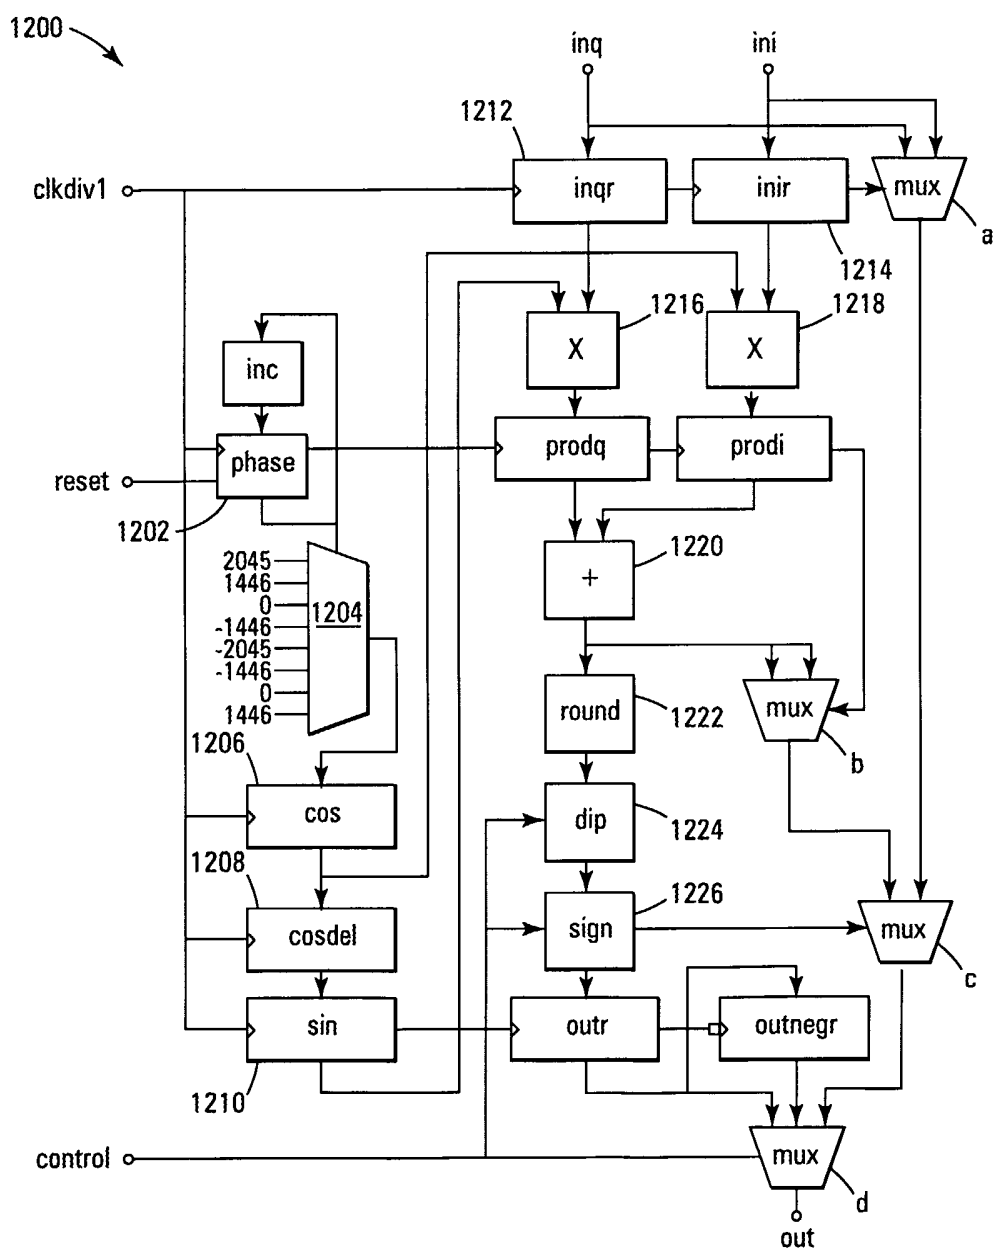 1200
inq
ini
1212
clkdiv1
inqr
inir
mux
a
1214
1216
1218
X
X
inc
phase
prodq
prodi
reset
1202
1220
+
2045
1446
0
-1446
-2045
-1446
0
1446
1204
round
1222
mux
b
1206
cos
dip
1224
1208
cosdel
sign
1226
mux
c
sin
outr
outnegr
1210
control
mux
d
out